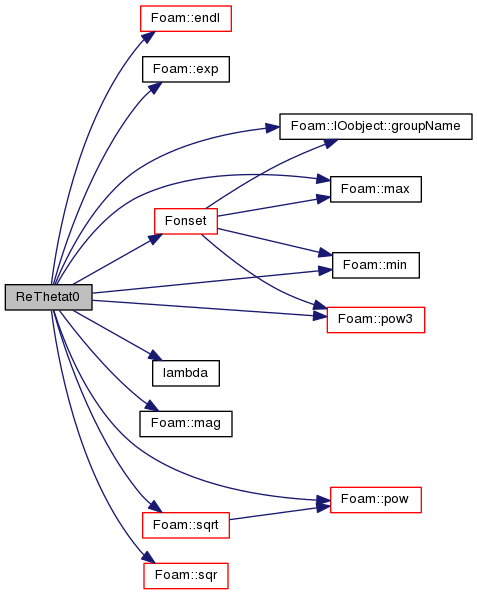 Foam::endl
Foam::exp
Foam::IOobject::groupName
Foam::max
Fonset
Foam::min
ReThetat0
Foam::pow3
lambda
Foam::mag
Foam::pow
Foam::sqrt
Foam::sqr